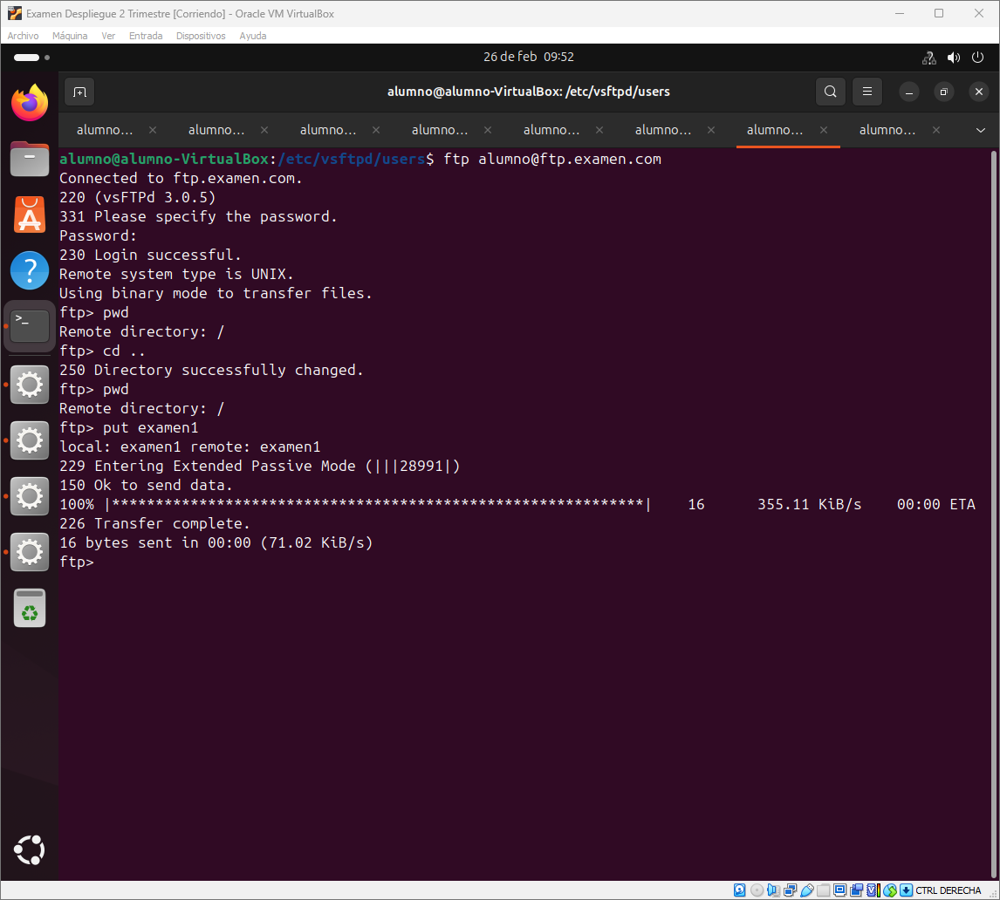 Examen Despliegue 2 Trimestre [Corriendo] - Oracle VM VirtualBox
Archivo Máquina Ver Entrada Dispositivos Ayuda
26 de feb 09:52
alumno@alumno-VirtualBox: /etc/vsftpd/users
alumno... alumno... alumno... alumno... alumno... alumno... alumno... alumno...
alumno@alumno-VirtualBox:/etc/vsftpd/users$ ftp alumno@ftp.examen.com
Connected to ftp.examen.com.
220 (vsFTPd 3.0.5)
331 Please specify the password.
Password:
230 Login successful.
Remote system type is UNIX.
Using binary mode to transfer files.
ftp> pwd
Remote directory: /
ftp> cd ..
250 Directory successfully changed.
ftp> pwd
Remote directory: /
ftp> put examen1
local: examen1 remote: examen1
229 Entering Extended Passive Mode (|||28991|)
150 Ok to send data.
100% |*************************************************************| 16 355.11 KiB/s 00:00 ETA
226 Transfer complete.
16 bytes sent in 00:00 (71.02 KiB/s)
ftp>
CTRL DERECHA